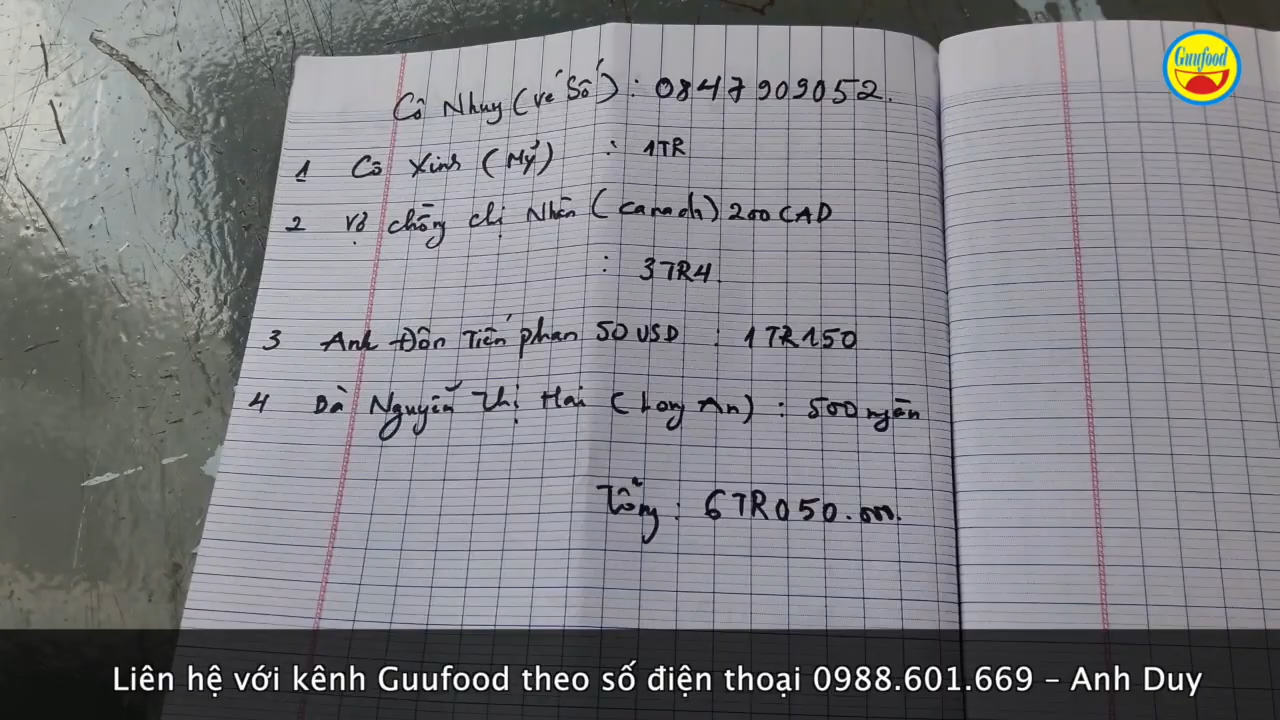 Guufood
Cô Nhuy (vé Số) : 0847909052.
1 Cô Xinh (Mỹ) : 1TR
2 Vợ chồng chị Nhân (Canada) 200 CAD
: 3TR4.
3 Anh Đôn Tiến phan 50 USD : 1TR150
4 Dà Nguyễn Thị Hai (Long An) : 500 ngàn
Tổng : 6TR050.000.
Liên hệ với kênh Guufood theo số điện thoại 0988.601.669 – Anh Duy